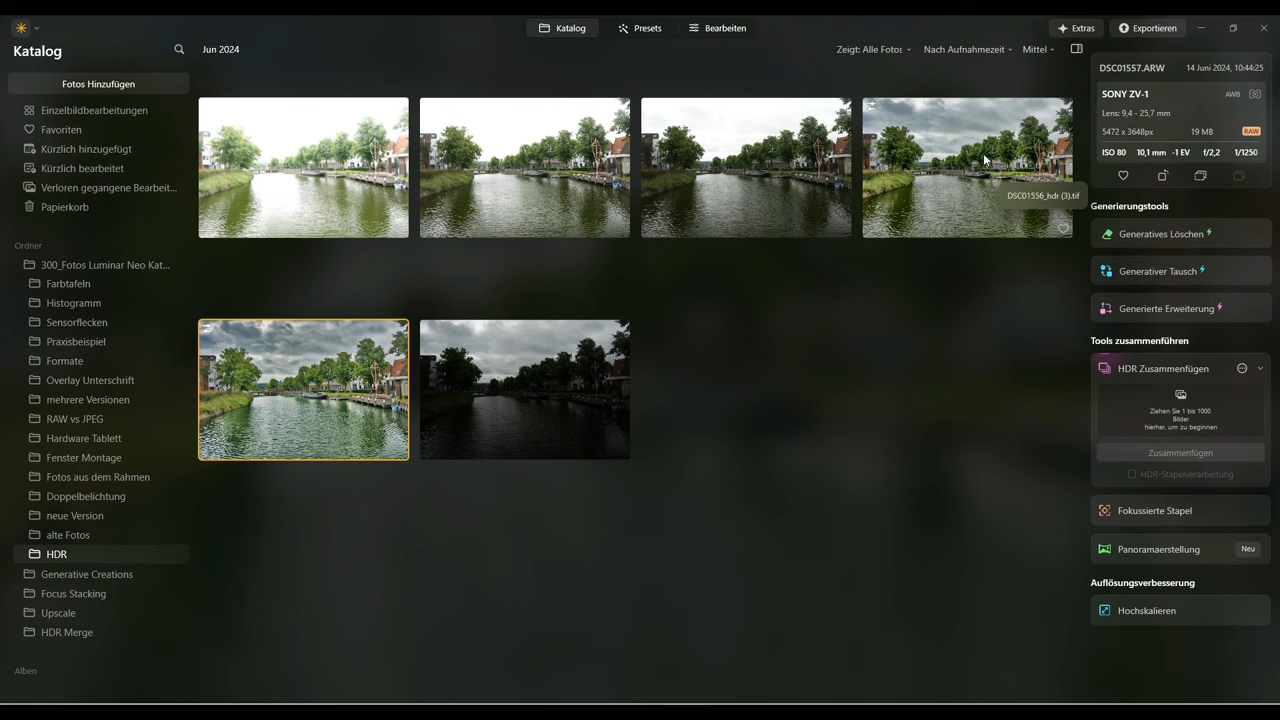 Katalog
Presets
Bearbeiten
Extras
Exportieren
Katalog
Jun 2024
Zeigt: Alle Fotos
Nach Aufnahmezeit
Mittel
Fotos Hinzufügen
Einzelbildbearbeitungen
Favoriten
Kürzlich hinzugefügt
Kürzlich bearbeitet
Verloren gegangene Bearbeit...
Papierkorb
Ordner
300_Fotos Luminar Neo Kat...
Farbtafeln
Histogramm
Sensorflecken
Praxisbeispiel
Formate
Overlay Unterschrift
mehrere Versionen
RAW vs JPEG
Hardware Tablett
Fenster Montage
Fotos aus dem Rahmen
Doppelbelichtung
neue Version
alte Fotos
HDR
Generative Creations
Focus Stacking
Upscale
HDR Merge
Alben
DSC01556_hdr (3).tif
DSC01557.ARW 14 Juni 2024, 10:44:25
SONY ZV-1 AWB
Lens: 9,4 - 25,7 mm
5472 x 3648px 19 MB RAW
ISO 80 10,1 mm -1 EV f/2,2 1/1250
Generierungstools
Generatives Löschen
Generativer Tausch
Generierte Erweiterung
Tools zusammenführen
HDR Zusammenfügen
Ziehen Sie 1 bis 1000
Bilder
hierher, um zu beginnen
Zusammenfügen
HDR-Stapelverarbeitung
Fokussierte Stapel
Panoramaerstellung Neu
Auflösungsverbesserung
Hochskalieren